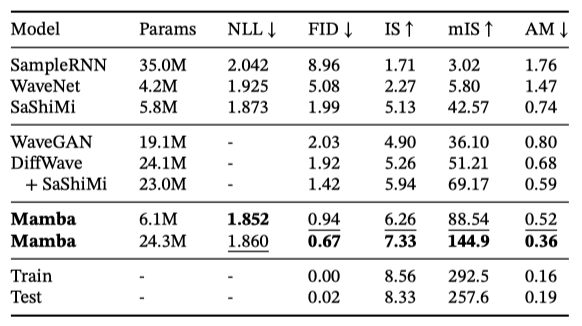 Model Params NLL ↓ FID ↓ IS ↑ mIS ↑ AM ↓
SampleRNN 35.0M 2.042 8.96 1.71 3.02 1.76
WaveNet 4.2M 1.925 5.08 2.27 5.80 1.47
SaShiMi 5.8M 1.873 1.99 5.13 42.57 0.74
WaveGAN 19.1M - 2.03 4.90 36.10 0.80
DiffWave 24.1M - 1.92 5.26 51.21 0.68
+ SaShiMi 23.0M - 1.42 5.94 69.17 0.59
Mamba 6.1M 1.852 0.94 6.26 88.54 0.52
Mamba 24.3M 1.860 0.67 7.33 144.9 0.36
Train - - 0.00 8.56 292.5 0.16
Test - - 0.02 8.33 257.6 0.19